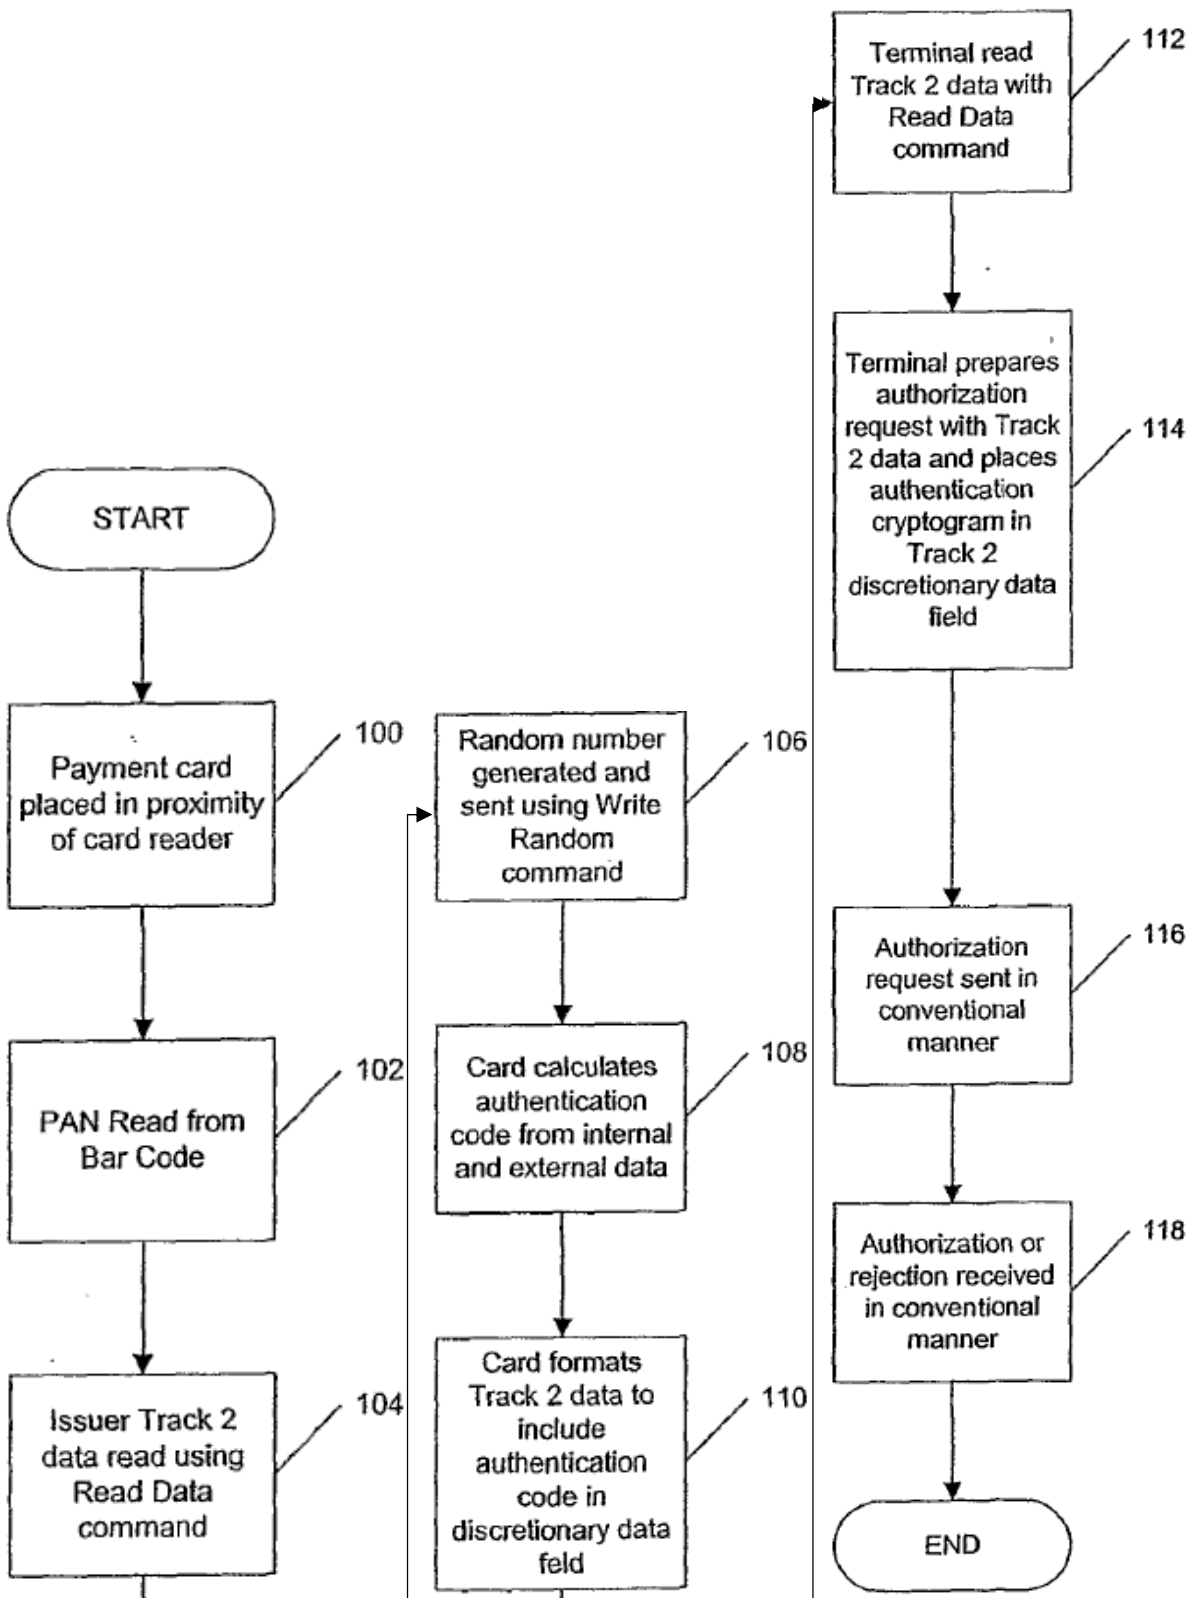 START
100
Payment card
placed in proximity
of card reader
102
PAN Read from
Bar Code
104
Issuer Track 2
data read using
Read Data
command
106
Random number
generated and
sent using Write
Random
command
108
Card calculates
authentication
code from internal
and external data
110
Card formats
Track 2 data to
include
authentication
code in
discretionary data
feld
112
Terminal read
Track 2 data with
Read Data
command
114
Terminal prepares
authorization
request with Track
2 data and places
authentication
cryptogram in
Track 2
discretionary data
field
116
Authorization
request sent in
conventional
manner
118
Authorization or
rejection received
in conventional
manner
END